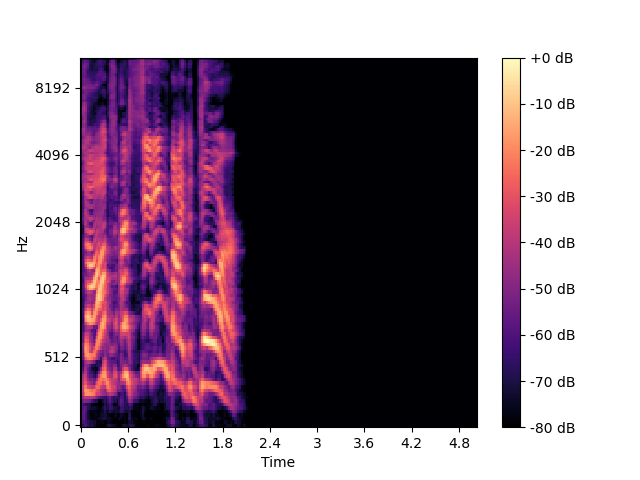 +0 dB
8192
-10 dB
4096
-20 dB
-30 dB
2048
Hz
-40 dB
1024
-50 dB
512
-60 dB
-70 dB
0
-80 dB
0 0.6 1.2 1.8 2.4 3 3.6 4.2 4.8
Time